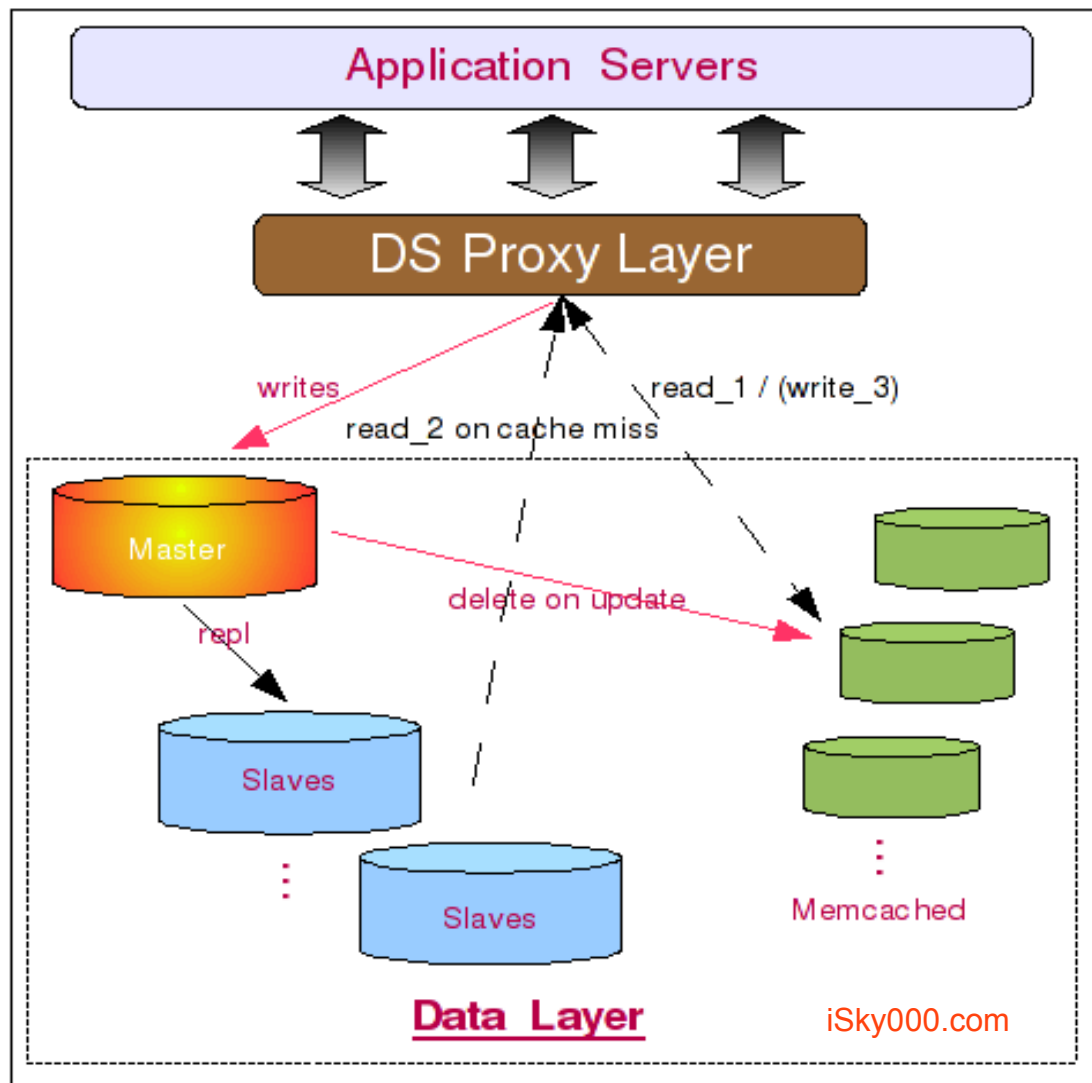 Application Servers
DS Proxy Layer
writes
read_1 / (write_3)
read_2 on cache miss
Master
delete on update
repl
Slaves
⋮
Slaves
⋮
Memcached
Data Layer
iSky000.com